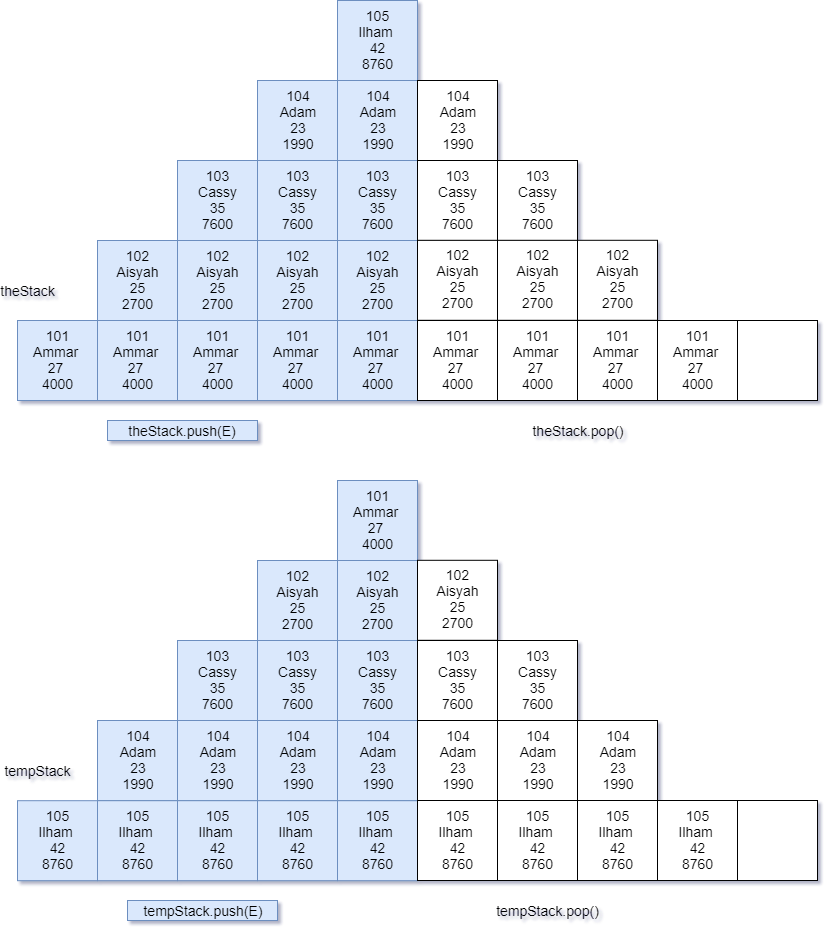 105
Ilham
42
8760
104 104 104
Adam Adam Adam
23 23 23
1990 1990 1990
103 103 103 103 103
Cassy Cassy Cassy Cassy Cassy
35 35 35 35 35
7600 7600 7600 7600 7600
102 102 102 102 102 102 102
Aisyah Aisyah Aisyah Aisyah Aisyah Aisyah Aisyah
theStack 25 25 25 25 25 25 25
2700 2700 2700 2700 2700 2700 2700
101 101 101 101 101 101 101 101 101
Ammar Ammar Ammar Ammar Ammar Ammar Ammar Ammar Ammar
27 27 27 27 27 27 27 27 27
4000 4000 4000 4000 4000 4000 4000 4000 4000
theStack.push(E) theStack.pop()
101
Ammar
27
4000
102 102 102
Aisyah Aisyah Aisyah
25 25 25
2700 2700 2700
103 103 103 103 103
Cassy Cassy Cassy Cassy Cassy
35 35 35 35 35
7600 7600 7600 7600 7600
104 104 104 104 104 104 104
Adam Adam Adam Adam Adam Adam Adam
tempStack 23 23 23 23 23 23 23
1990 1990 1990 1990 1990 1990 1990
105 105 105 105 105 105 105 105 105
Ilham Ilham Ilham Ilham Ilham Ilham Ilham Ilham Ilham
42 42 42 42 42 42 42 42 42
8760 8760 8760 8760 8760 8760 8760 8760 8760
tempStack.push(E) tempStack.pop()